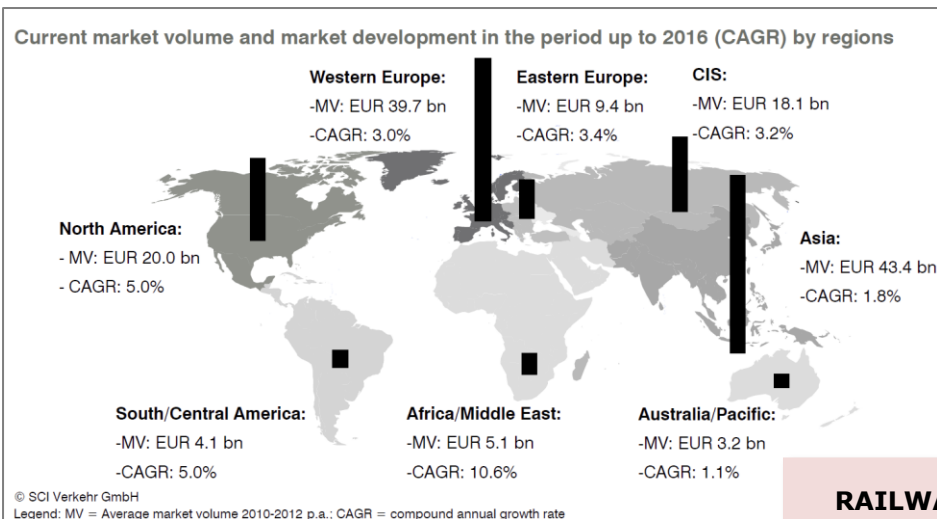 Current market volume and market development in the period up to 2016 (CAGR) by regions
Western Europe:
-MV: EUR 39.7 bn
-CAGR: 3.0%
Eastern Europe:
-MV: EUR 9.4 bn
-CAGR: 3.4%
CIS:
-MV: EUR 18.1 bn
-CAGR: 3.2%
North America:
- MV: EUR 20.0 bn
- CAGR: 5.0%
Asia:
-MV: EUR 43.4 bn
-CAGR: 1.8%
South/Central America:
-MV: EUR 4.1 bn
-CAGR: 5.0%
Africa/Middle East:
-MV: EUR 5.1 bn
-CAGR: 10.6%
Australia/Pacific:
-MV: EUR 3.2 bn
-CAGR: 1.1%
© SCI Verkehr GmbH
Legend: MV = Average market volume 2010-2012 p.a.; CAGR = compound annual growth rate